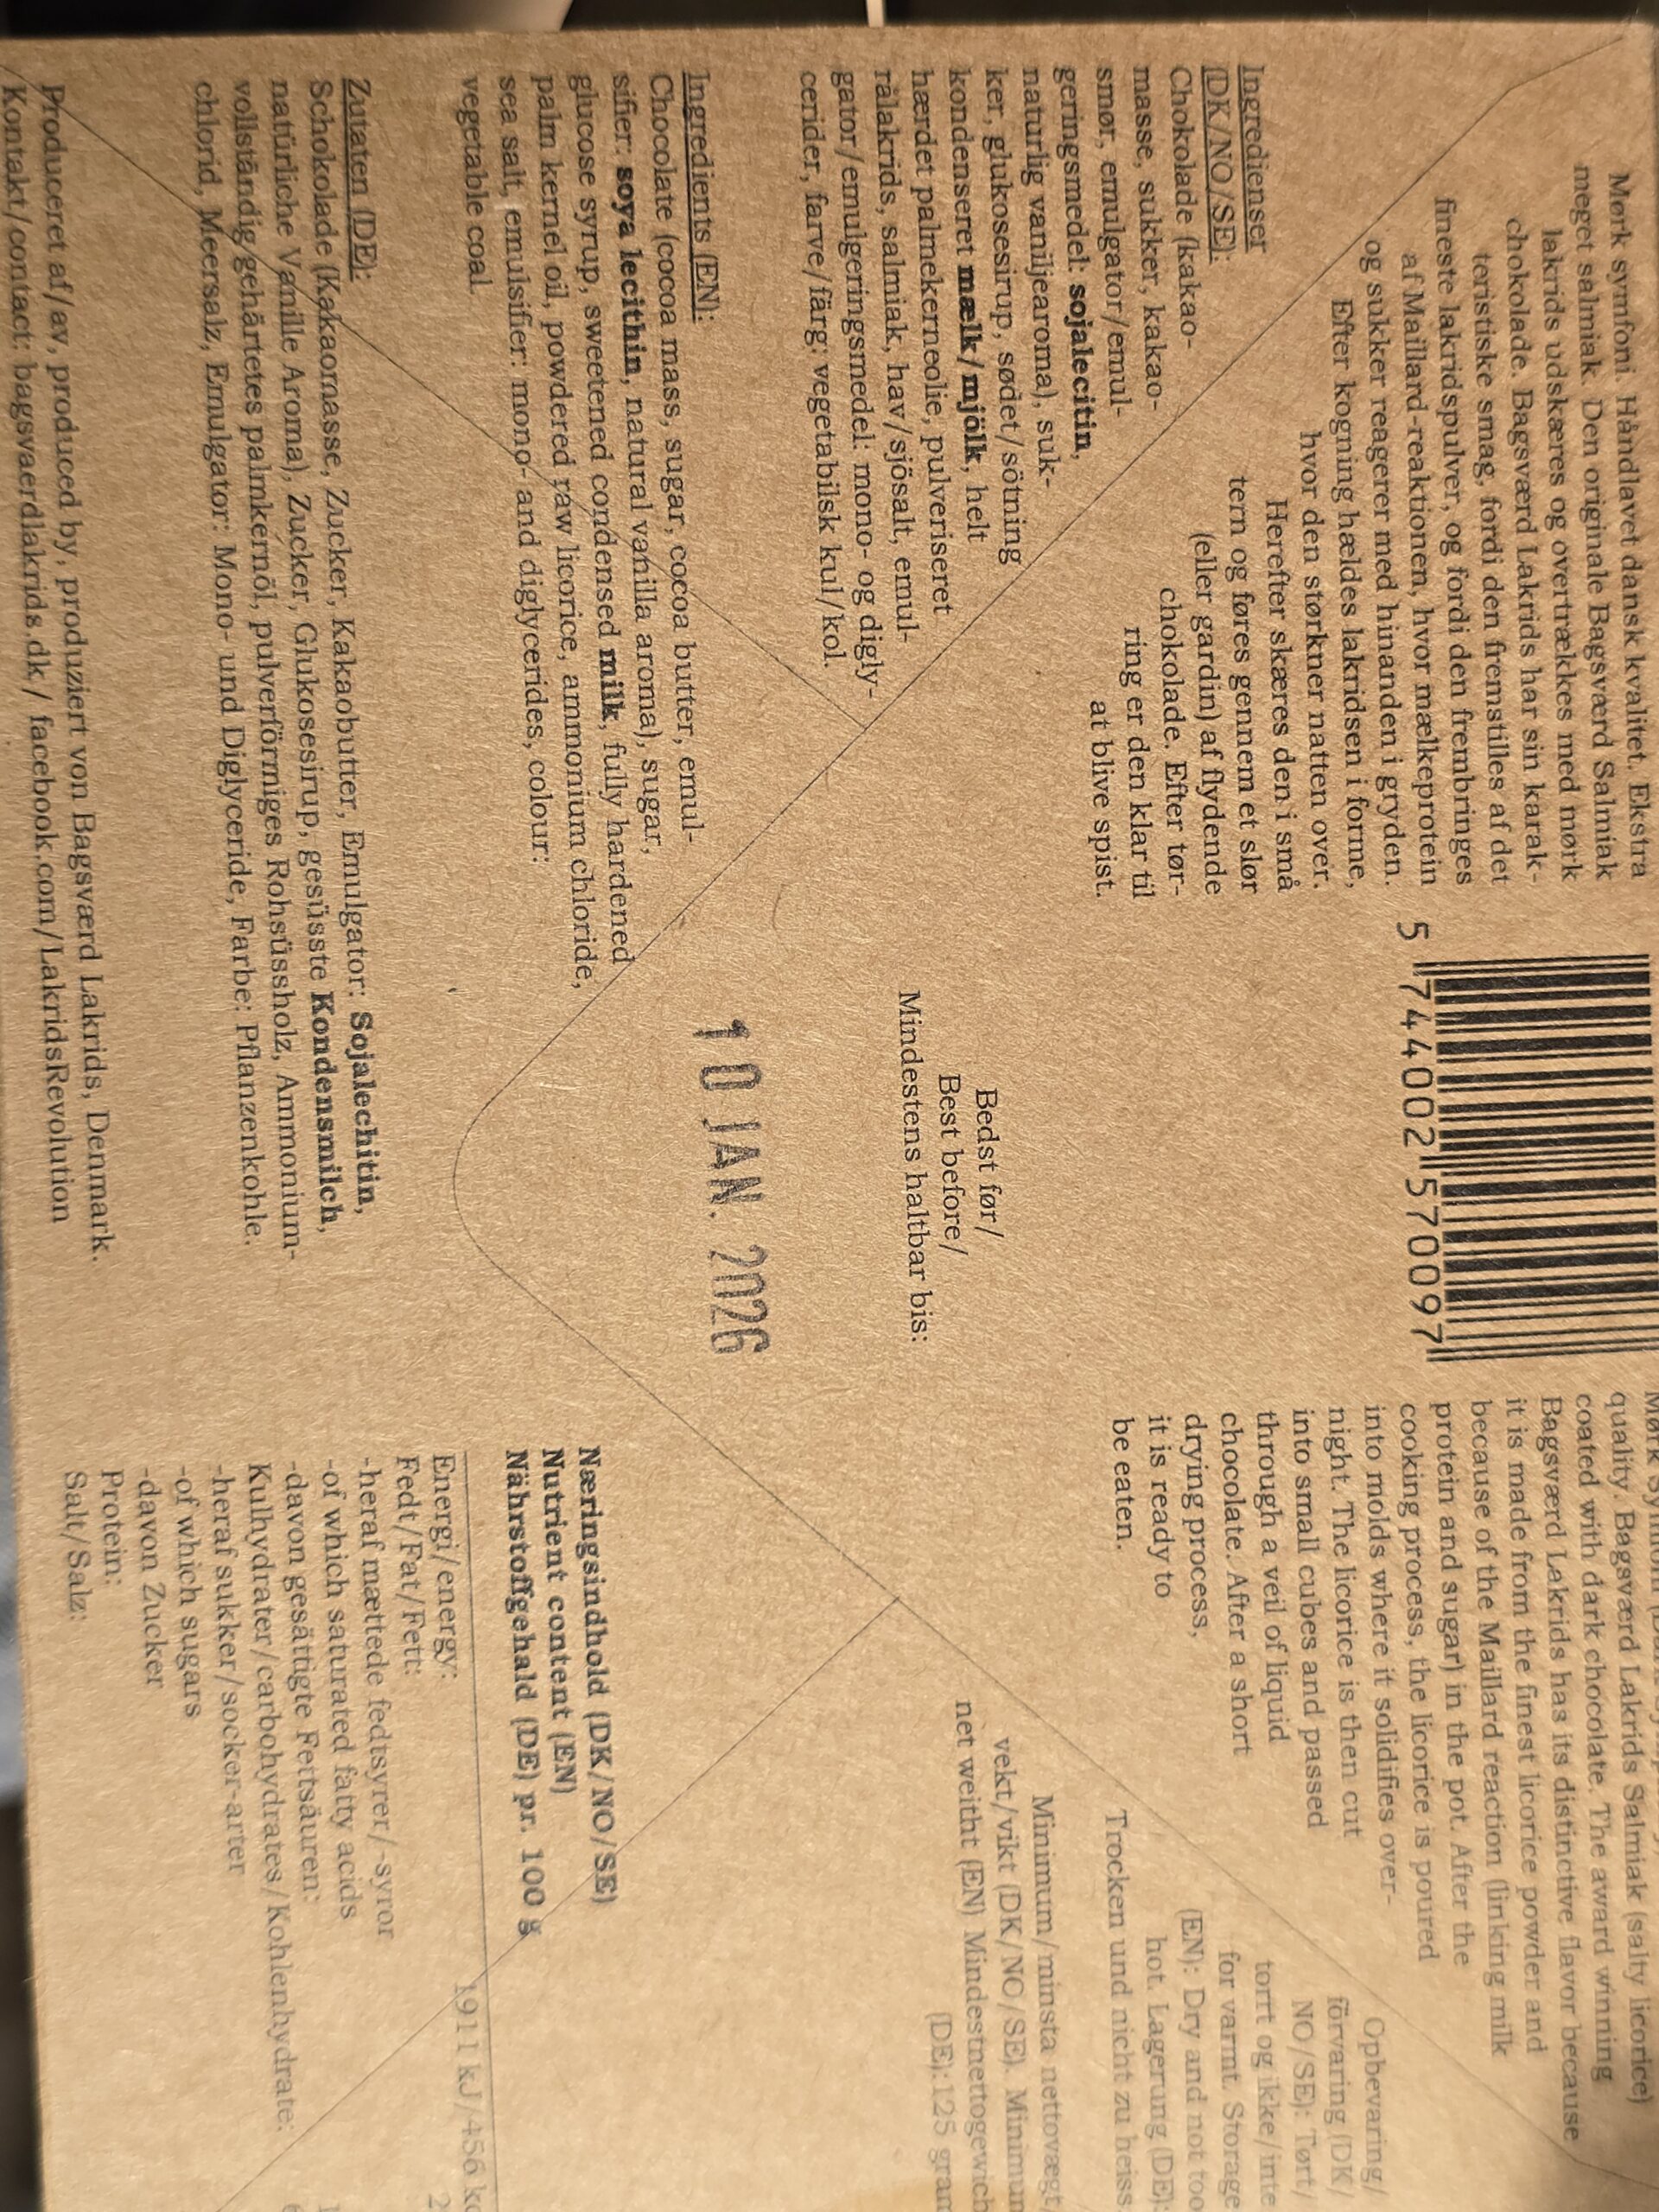 Mørk symfoni. Håndlavet dansk kvalitet. Ekstra
meget salmiak. Den originale Bagsværd Salmiak
lakrids udskæres og overtrækkes med mørk
chokolade. Bagsværd Lakrids har sin karak-
teristiske smag, fordi den fremstilles af det
fineste lakridspulver, og fordi den frembringes
af Maillard-reaktionen, hvor mælkeprotein
og sukker reagerer med hinanden i gryden.
Efter kogning hældes lakridsen i forme,
hvor den størkner natten over.
Herefter skæres den i små
tern og føres gennem et slør
(eller gardin) af flydende
chokolade. Efter tør-
ring er den klar til
at blive spist.
Ingredienser
(DK/NO/SE):
Chokolade (kakao-
masse, sukker, kakao-
smør, emulgator/emul-
geringsmedel: sojalecitin,
naturlig vaniljearoma), suk-
ker, glukosesirup, sødet/sötning
kondenseret mælk/mjölk, helt
hærdet palmekerneolie, pulveriseret
rålakrids, salmiak, hav/sjösalt, emul-
gator/emulgeringsmedel: mono- og digly-
cerider, farve/färg: vegetabilsk kul/kol.
Ingredients (EN):
Chocolate (cocoa mass, sugar, cocoa butter, emul-
sifier: soya lecithin, natural vanilla aroma), sugar,
glucose syrup, sweetened condensed milk, fully hardened
palm kernel oil, powdered raw licorice, ammonium chloride,
sea salt, emulsifier: mono- and diglycerides, colour:
vegetable coal.
Zutaten (DE):
Schokolade (Kakaomasse, Zucker, Kakaobutter, Emulgator: Sojalechitin,
natürliche Vanille Aroma), Zucker, Glukosesirup, gesüsste Kondensmilch,
vollständig gehärtetes palmkernöl, pulverförmiges Rohsüssholz, Ammonium-
chlorid, Meersalz, Emulgator: Mono- und Diglyceride, Farbe: Pflanzenkohle.
Produceret af/av, produced by, produziert von Bagsværd Lakrids, Denmark.
Kontakt/contact: bagsvaerdlakrids.dk / facebook.com/LakridsRevolution
5 744002 570097
Bedst før/
Best before/
Mindestens haltbar bis:
10 JAN. 2026
quality. Bagsværd Lakrids Salmiak (salty licorice)
coated with dark chocolate. The award winning
Bagsværd Lakrids has its distinctive flavor because
it is made from the finest licorice powder and
because of the Maillard reaction (linking milk
protein and sugar) in the pot. After the
cooking process, the licorice is poured
into molds where it solidifies over-
night. The licorice is then cut
into small cubes and passed
through a veil of liquid
chocolate. After a short
drying process,
it is ready to
be eaten.
Opbevaring/
förvaring (DK/
NO/SE): Tørt/
torrt og ikke/inte
for varmt. Storage
(EN): Dry and not too
hot. Lagerung (DE):
Trocken und nicht zu heiss.
Minimum/minsta nettovægt/
vekt/vikt (DK/NO/SE). Minimum
net weitht (EN) Mindestnettogewich
(DE):125 gram
Næringsindhold (DK/NO/SE)
Nutrient content (EN)
Nährstoffgehald (DE) pr. 100 g
Energi/energy: 1911 kJ/456 kc
Fedt/Fat/Fett: 2
-heraf mættede fedtsyrer/-syror
-of which saturated fatty acids
-davon gesättigte Fettsäuren:
Kulhydrater/carbohydrates/Kohlenhydrate:
-heraf sukker/socker-arter
-of which sugars
-davon Zucker
Protein:
Salt/Salz: